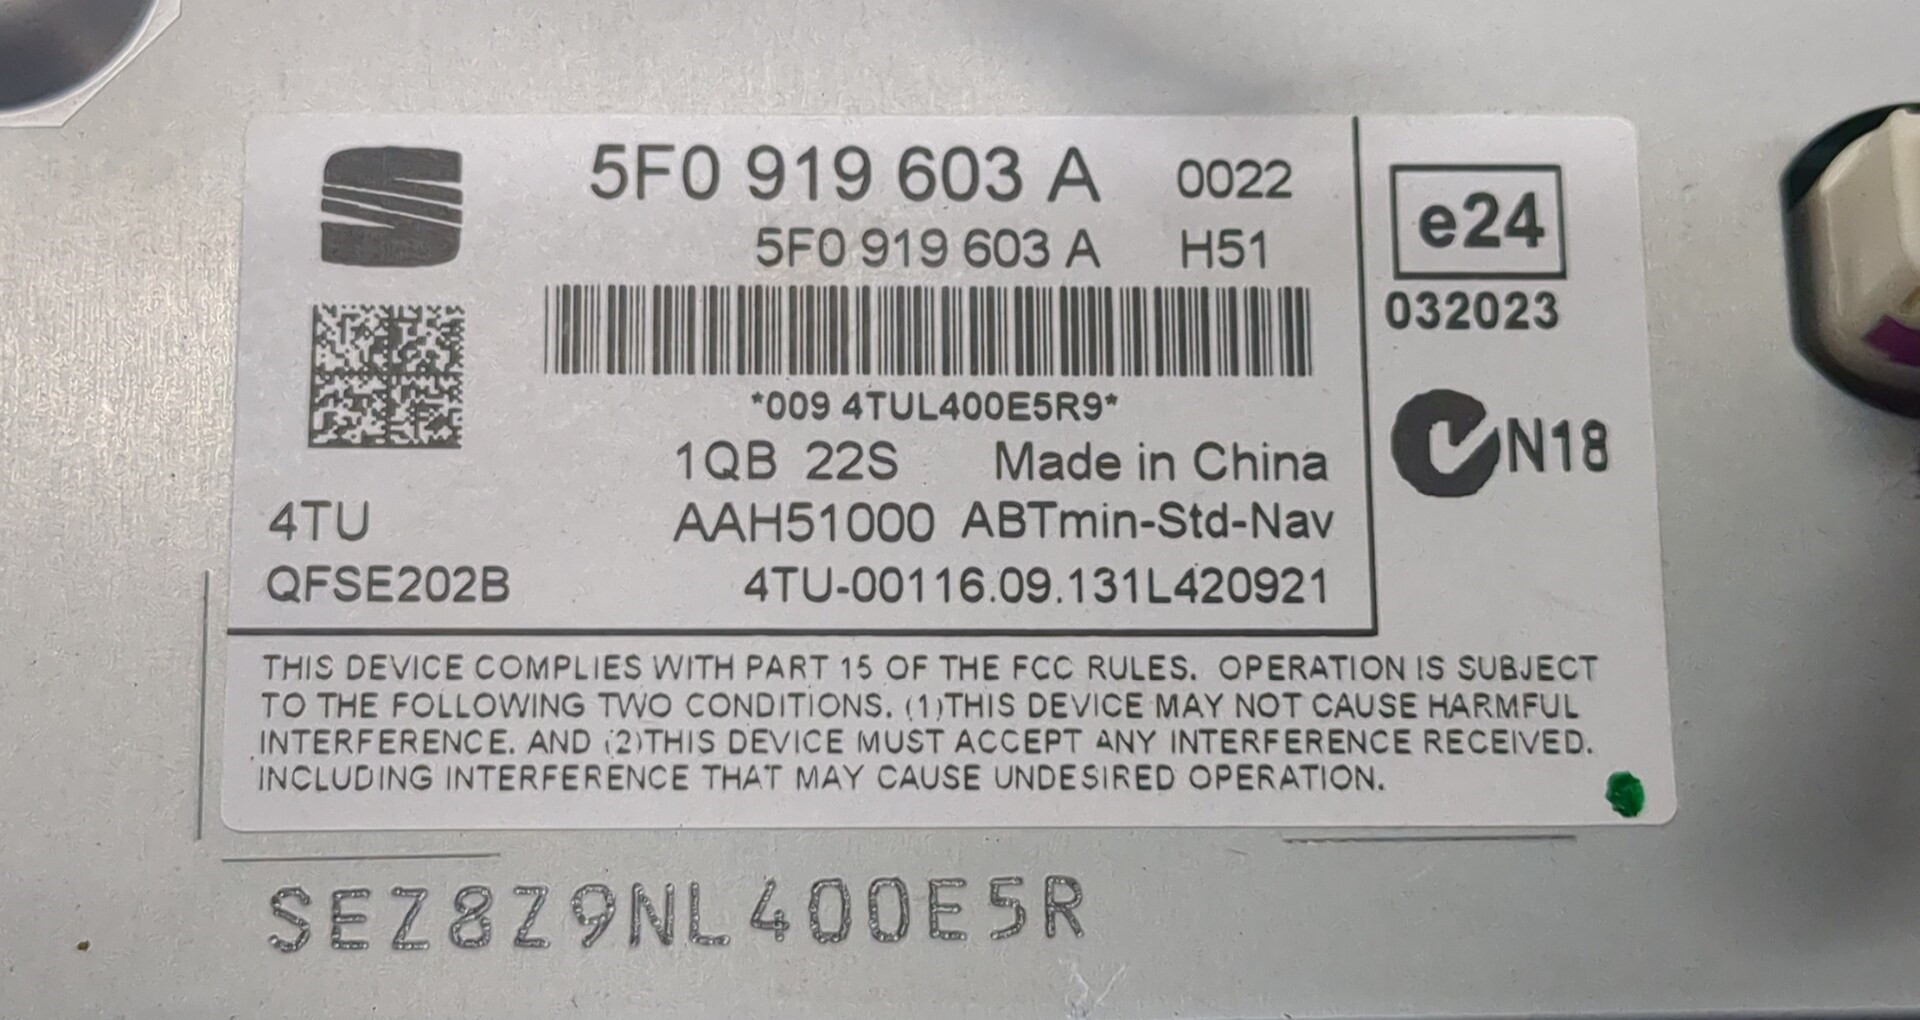 5F0 919 603 A 0022
5F0 919 603 A H51
e24
032023
*009 4TUL400E5R9*
1QB 22S Made in China
N18
4TU AAH51000 ABTmin-Std-Nav
QFSE202B 4TU-00116.09.131L420921
THIS DEVICE COMPLIES WITH PART 15 OF THE FCC RULES. OPERATION IS SUBJECT
TO THE FOLLOWING TWO CONDITIONS. (1)THIS DEVICE MAY NOT CAUSE HARMFUL
INTERFERENCE. AND (2)THIS DEVICE MUST ACCEPT ANY INTERFERENCE RECEIVED.
INCLUDING INTERFERENCE THAT MAY CAUSE UNDESIRED OPERATION.
SEZ8Z9NL400E5R